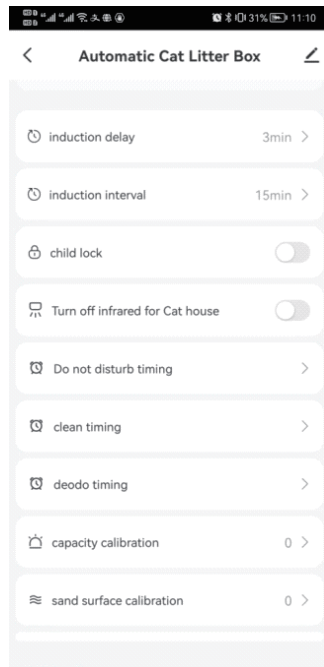 31% 11:10
Automatic Cat Litter Box
induction delay 3min
induction interval 15min
child lock
Turn off infrared for Cat house
Do not disturb timing
clean timing
deodo timing
capacity calibration 0
sand surface calibration 0